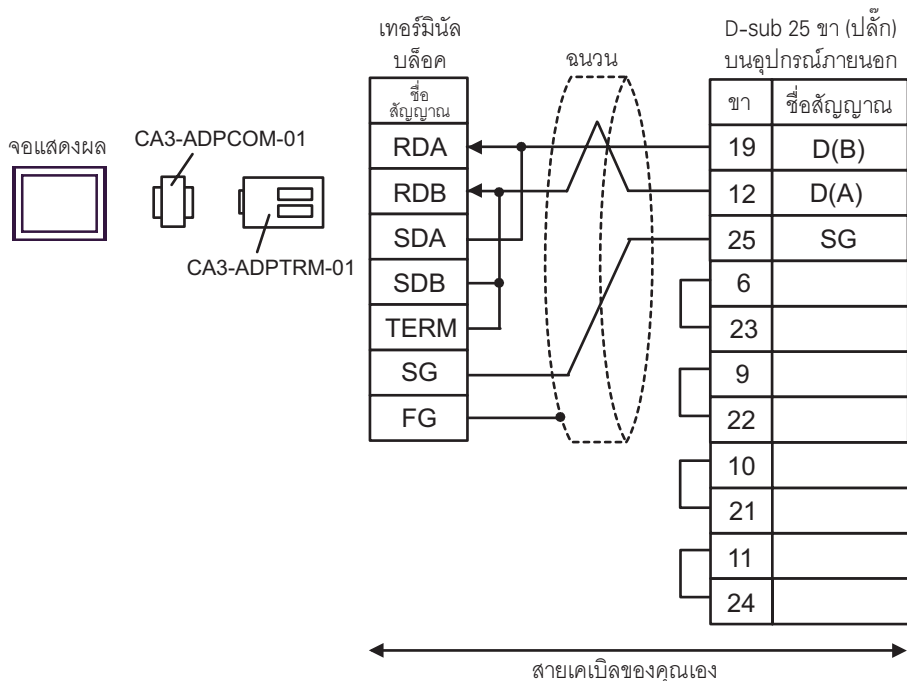 เทอร์มินัล
บล็อค
ฉนวน
D-sub 25 ขา (ปลั๊ก)
บนอุปกรณ์ภายนอก
จอแสดงผล
CA3-ADPCOM-01
CA3-ADPTRM-01
ชื่อ
สัญญาณ
RDA
RDB
SDA
SDB
TERM
SG
FG
ขา ชื่อสัญญาณ
19 D(B)
12 D(A)
25 SG
6
23
9
22
10
21
11
24
สายเคเบิลของคุณเอง